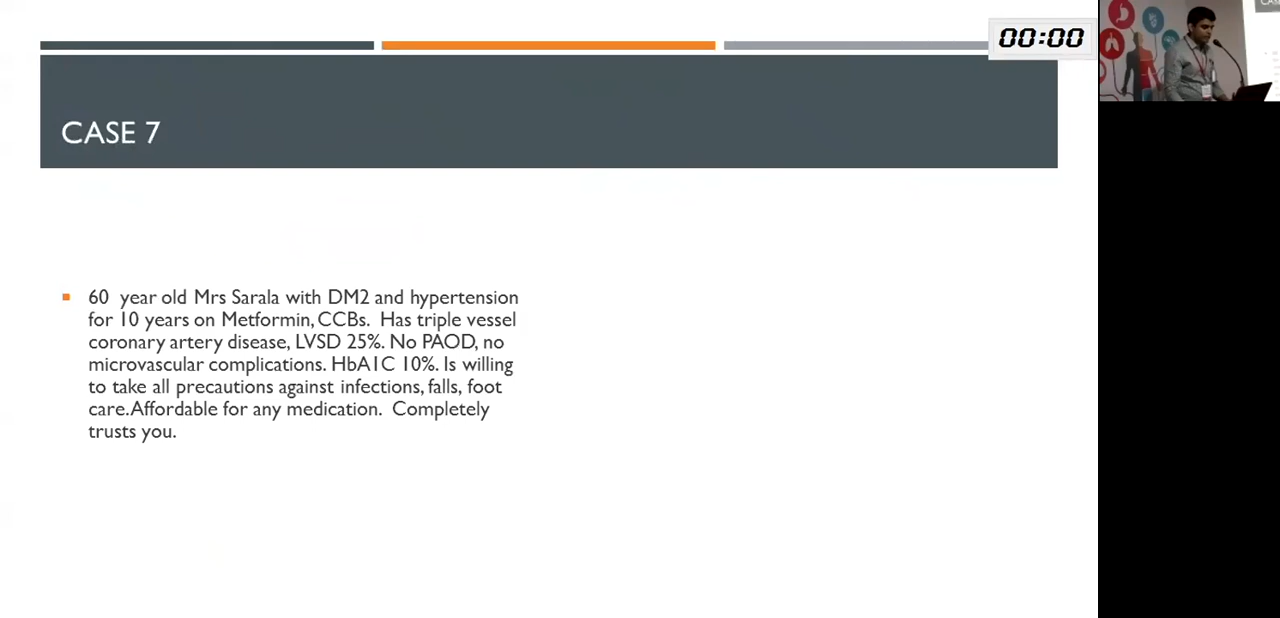 00:00
CASE 7
60 year old Mrs Sarala with DM2 and hypertension
for 10 years on Metformin, CCBs. Has triple vessel
coronary artery disease, LVSD 25%. No PAOD, no
microvascular complications. HbA1C 10%. Is willing
to take all precautions against infections, falls, foot
care.Affordable for any medication. Completely
trusts you.